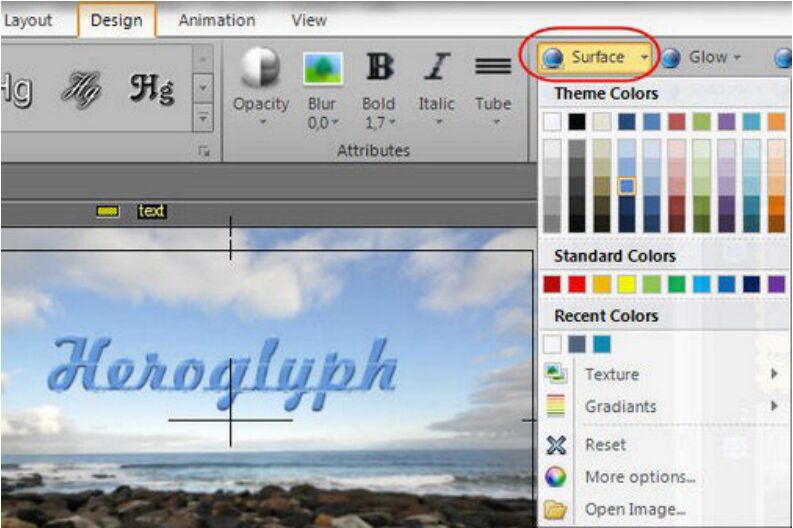 Layout Design Animation View
Hg Hg Hg
Opacity Blur Bold Italic Tube
0,0 1,7
Attributes
Surface Glow
Theme Colors
Standard Colors
Recent Colors
Texture
Gradiants
Reset
More options...
Open Image...
text
Heroglyph